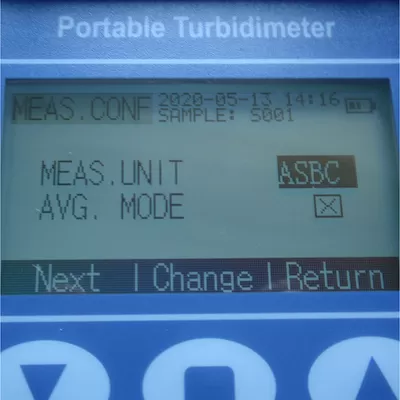 Portable Turbidimeter
MEAS.CONF 2020-05-13 14:16
SAMPLE: S001
MEAS.UNIT ASBC
AVG. MODE
Next | Change | Return